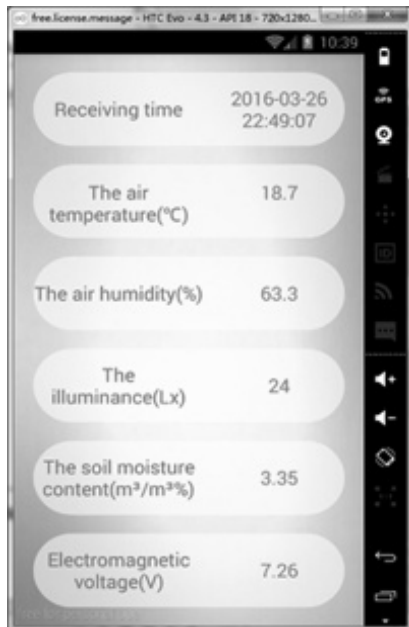 free.license.message - HTC Evo - 4.3 - API 18 - 720x1280...
10:39
GPS
Receiving time
2016-03-26
22:49:07
The air
temperature(℃)
18.7
The air humidity(%)
63.3
ID
The
illuminance(Lx)
24
The soil moisture
content(m³/m³%)
3.35
Electromagnetic
voltage(V)
7.26